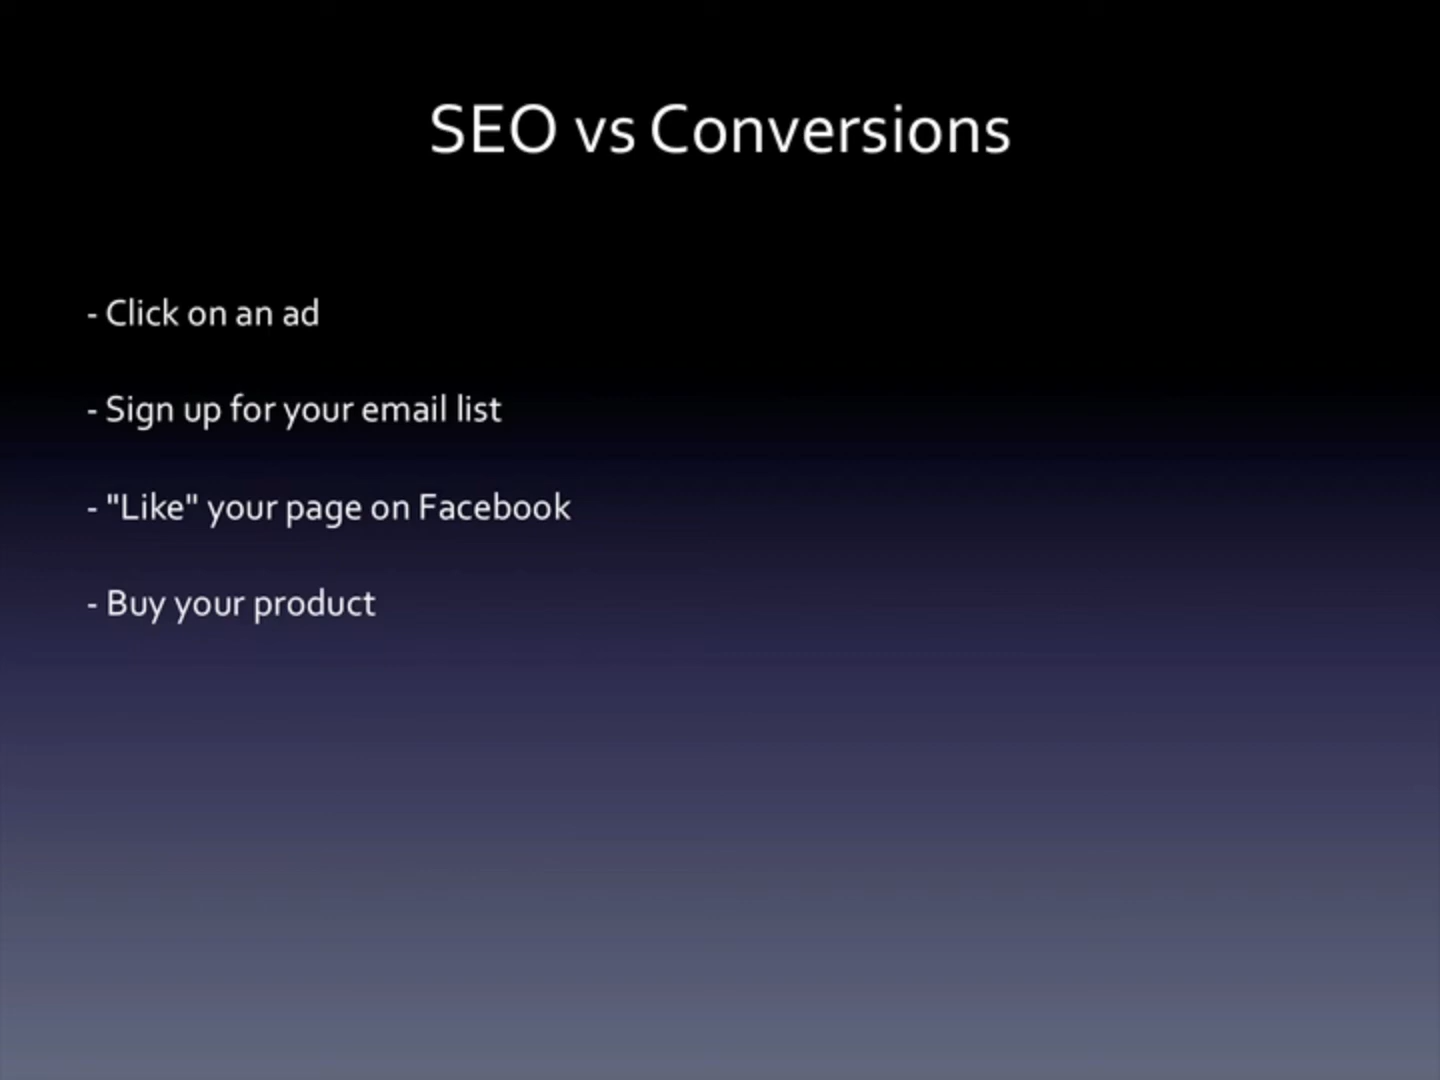 SEO vs Conversions
- Click on an ad
- Sign up for your email list
- "Like" your page on Facebook
- Buy your product